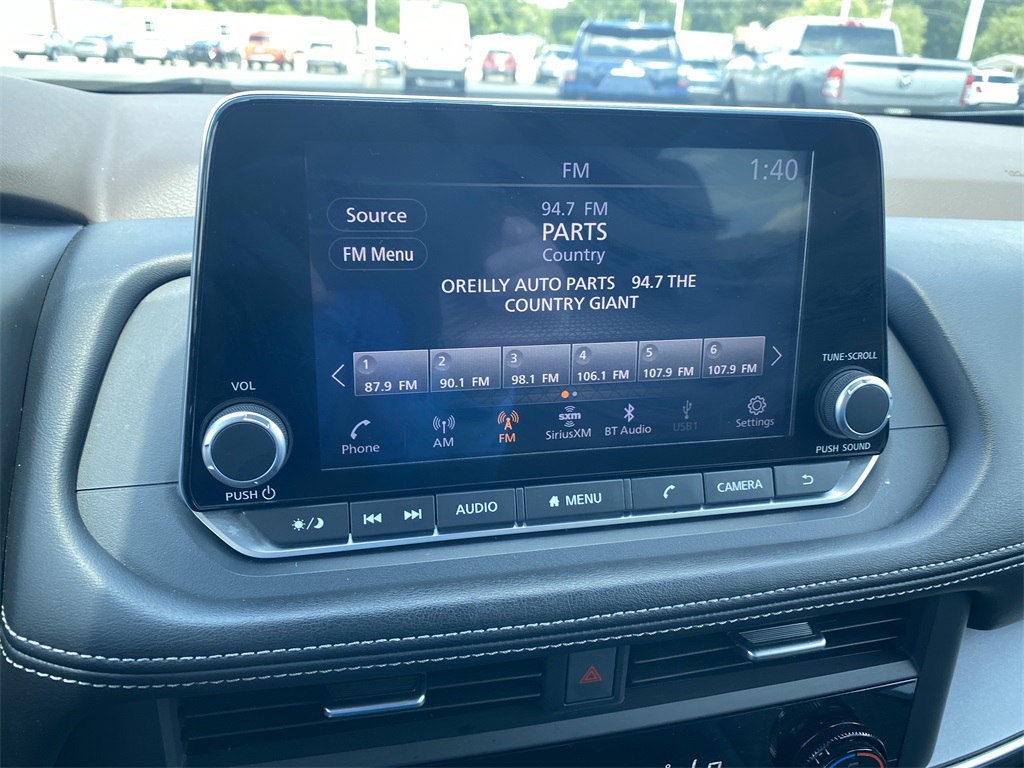 FM
1:40
Source
94.7 FM
PARTS
FM Menu
Country
OREILLY AUTO PARTS 94.7 THE
COUNTRY GIANT
1 2 3 4 5 6
87.9 FM 90.1 FM 98.1 FM 106.1 FM 107.9 FM 107.9 FM
Phone AM FM SiriusXM BT Audio USB1 Settings
sxm
VOL
PUSH
TUNE·SCROLL
PUSH SOUND
AUDIO MENU CAMERA